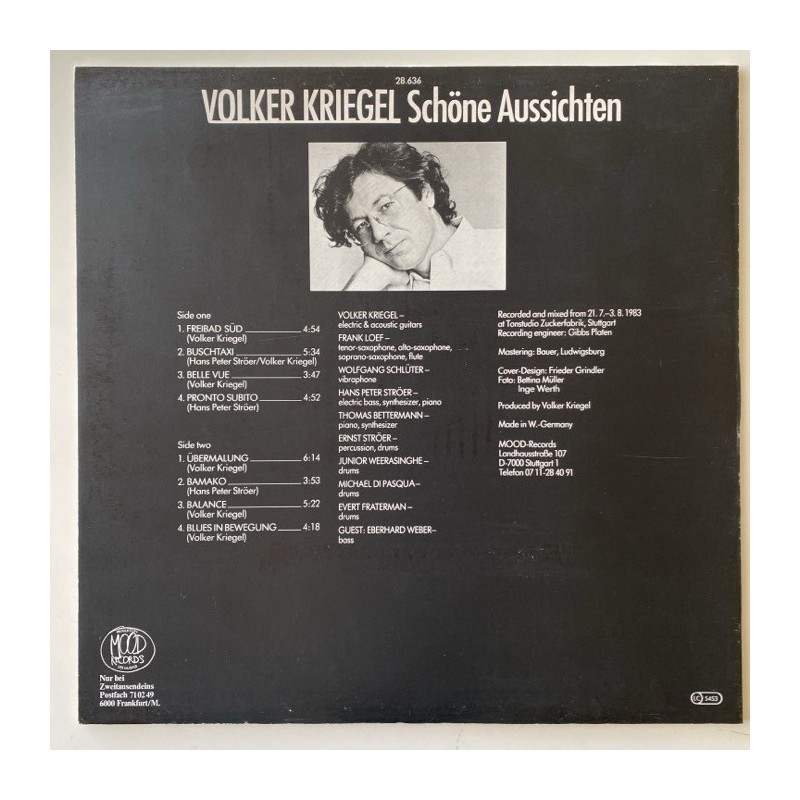 28.636
VOLKER KRIEGEL Schöne Aussichten
Side one
1. FREIBAD SÜD 4:54
(Volker Kriegel)
2. BUSCHTAXI 5:34
(Hans Peter Ströer/Volker Kriegel)
3. BELLE VUE 3:47
(Volker Kriegel)
4. PRONTO SUBITO 4:52
(Hans Peter Ströer)
Side two
1. ÜBERMALUNG 6:14
(Volker Kriegel)
2. BAMAKO 3:53
(Hans Peter Ströer)
3. BALANCE 5:22
(Volker Kriegel)
4. BLUES IN BEWEGUNG 4:18
(Volker Kriegel)
VOLKER KRIEGEL –
electric & acoustic guitars
FRANK LOEF –
tenor-saxophone, alto-saxophone,
soprano-saxophone, flute
WOLFGANG SCHLÜTER –
vibraphone
HANS PETER STRÖER –
electric bass, synthesizer, piano
THOMAS BETTERMANN –
piano, synthesizer
ERNST STRÖER –
percussion, drums
JUNIOR WEERASINGHE –
drums
MICHAEL DI PASQUA –
drums
EVERT FRATERMAN –
drums
GUEST: EBERHARD WEBER–
bass
Recorded and mixed from 21. 7.–3. 8. 1983
at Tonstudio Zuckerfabrik, Stuttgart
Recording engineer: Gibbs Platen
Mastering: Bauer, Ludwigsburg
Cover-Design: Frieder Grindler
Foto: Bettina Müller
Inge Werth
Produced by Volker Kriegel
Made in W.-Germany
MOOD-Records
Landhausstraße 107
D-7000 Stuttgart 1
Telefon 07 11-28 40 91
MOOD
RECORDS
Nur bei
Zweitausendeins
Postfach 710249
6000 Frankfurt/M.
LC 5453